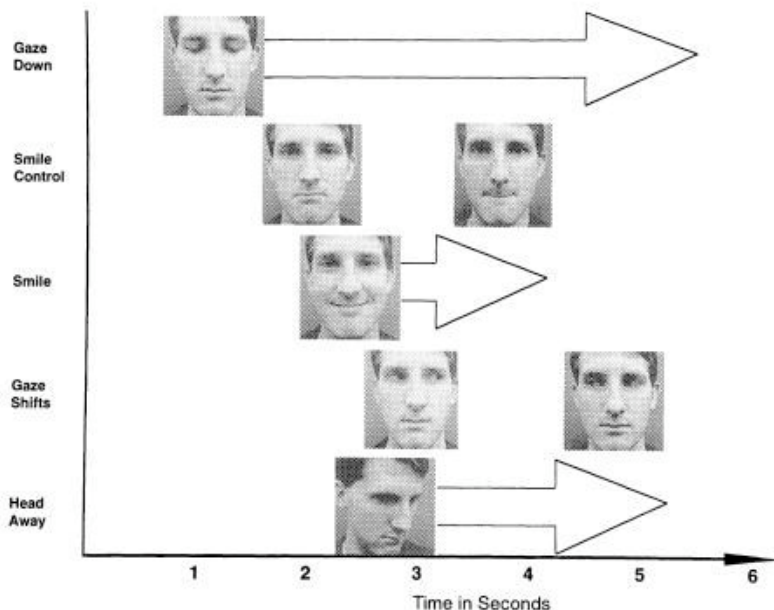 Gaze
Down
Smile
Control
Smile
Gaze
Shifts
Head
Away
1 2 3 4 5 6
Time in Seconds